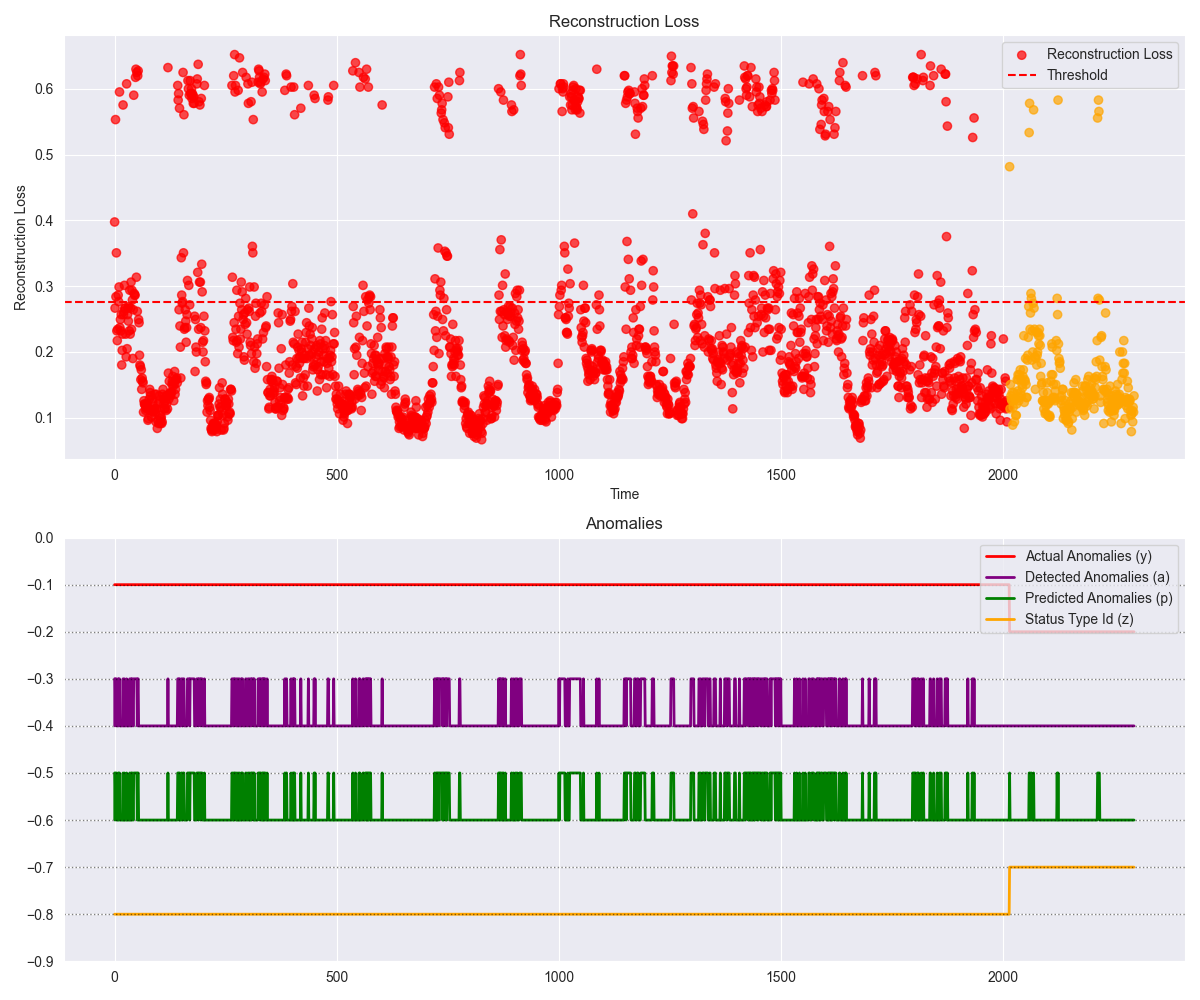 Reconstruction Loss
Reconstruction Loss
0.6
0.5
0.4
0.3
0.2
0.1
Reconstruction Loss
Threshold
0 500 1000 1500 2000
Time
Anomalies
0.0
−0.1
−0.2
−0.3
−0.4
−0.5
−0.6
−0.7
−0.8
−0.9
Actual Anomalies (y)
Detected Anomalies (a)
Predicted Anomalies (p)
Status Type Id (z)
0 500 1000 1500 2000